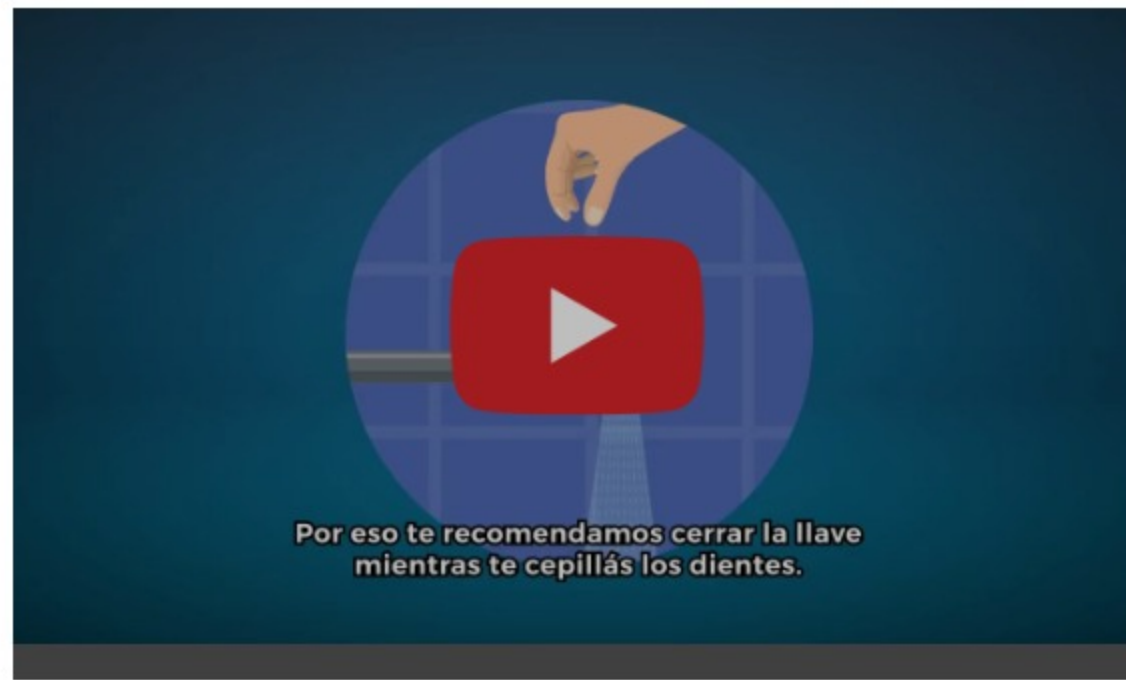 Por eso te recomendamos cerrar la llave
mientras te cepillás los dientes.